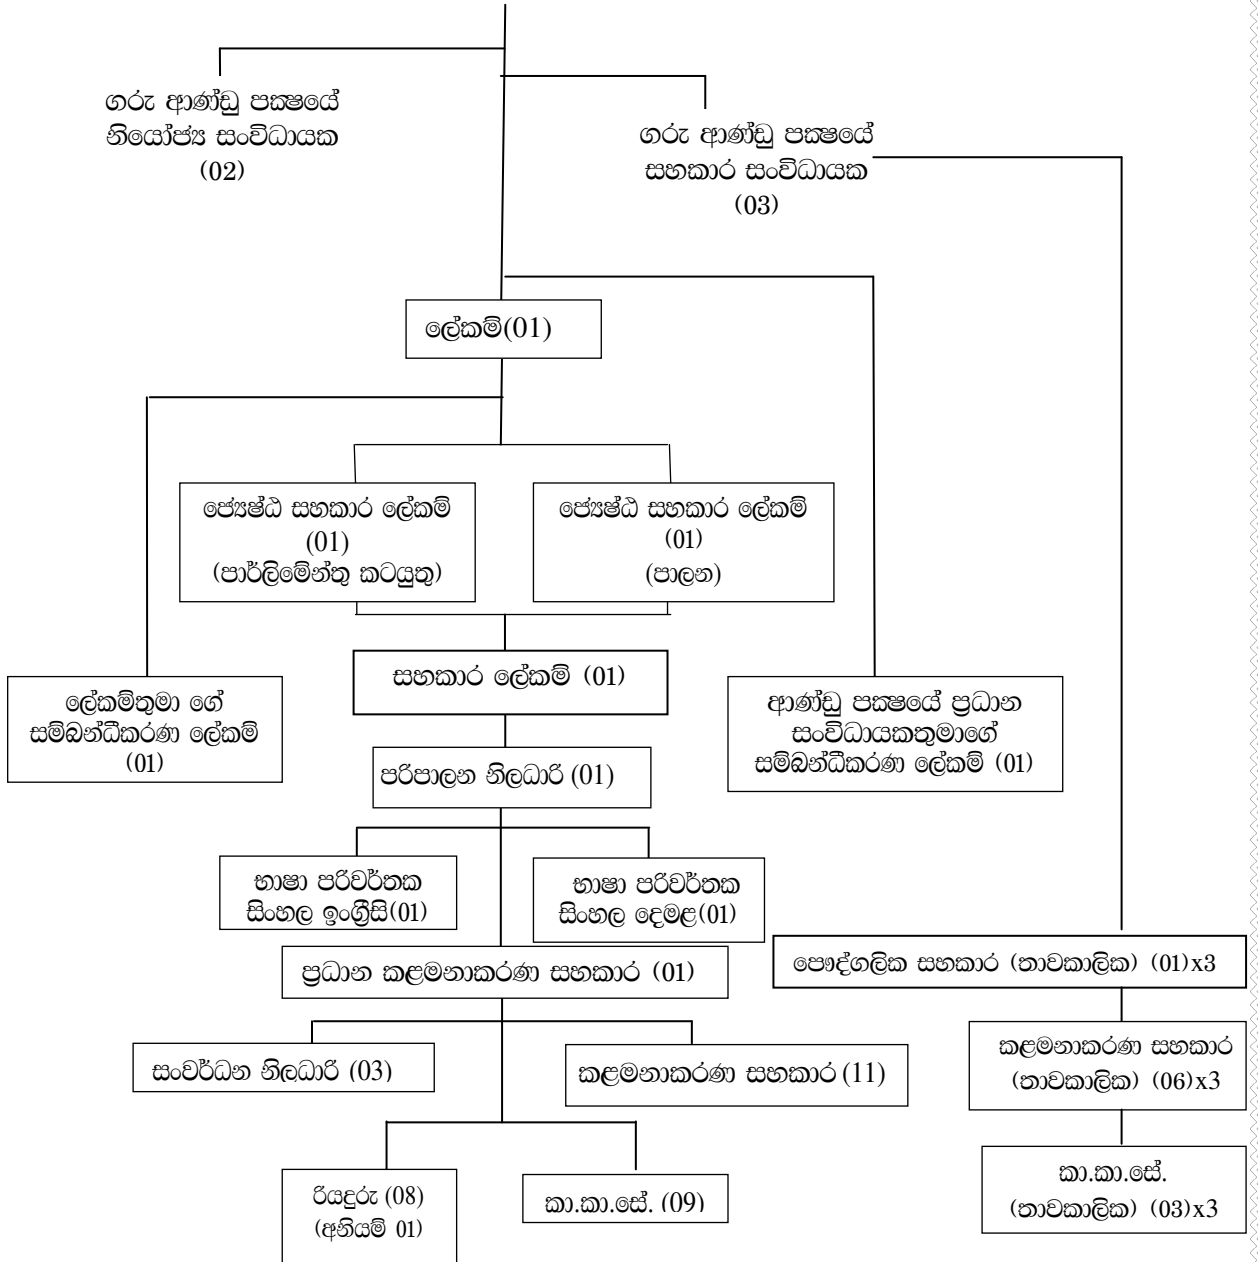 ගරු ආණ්ඩු පක්‍ෂයේ
නියෝජ්‍ය සංවිධායක
(02)
ගරු ආණ්ඩු පක්‍ෂයේ
සහකාර සංවිධායක
(03)
ලේකම්(01)
ජ්‍යෙෂ්ඨ සහකාර ලේකම්
(01)
(පාර්ලිමේන්තු කටයුතු)
ජ්‍යෙෂ්ඨ සහකාර ලේකම්
(01)
(පාලන)
සහකාර ලේකම් (01)
ලේකම්තුමා ගේ
සම්බන්ධීකරණ ලේකම්
(01)
ආණ්ඩු පක්‍ෂයේ ප්‍රධාන
සංවිධායකතුමාගේ
සම්බන්ධීකරණ ලේකම් (01)
පරිපාලන නිලධාරි (01)
භාෂා පරිවර්තක
සිංහල ඉංග්‍රීසි(01)
භාෂා පරිවර්තක
සිංහල දෙමළ(01)
ප්‍රධාන කළමනාකරණ සහකාර (01)
පෞද්ගලික සහකාර (තාවකාලික) (01)x3
සංවර්ධන නිලධාරි (03)
කළමනාකරණ සහකාර (11)
කළමනාකරණ සහකාර
(තාවකාලික) (06)x3
රියදුරු (08)
(අනියම් 01)
කා.කා.සේ. (09)
කා.කා.සේ.
(තාවකාලික) (03)x3